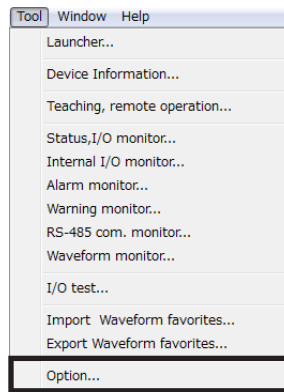 Tool Window Help
Launcher...
Device Information...
Teaching, remote operation...
Status,I/O monitor...
Internal I/O monitor...
Alarm monitor...
Warning monitor...
RS-485 com. monitor...
Waveform monitor...
I/O test...
Import Waveform favorites...
Export Waveform favorites...
Option...